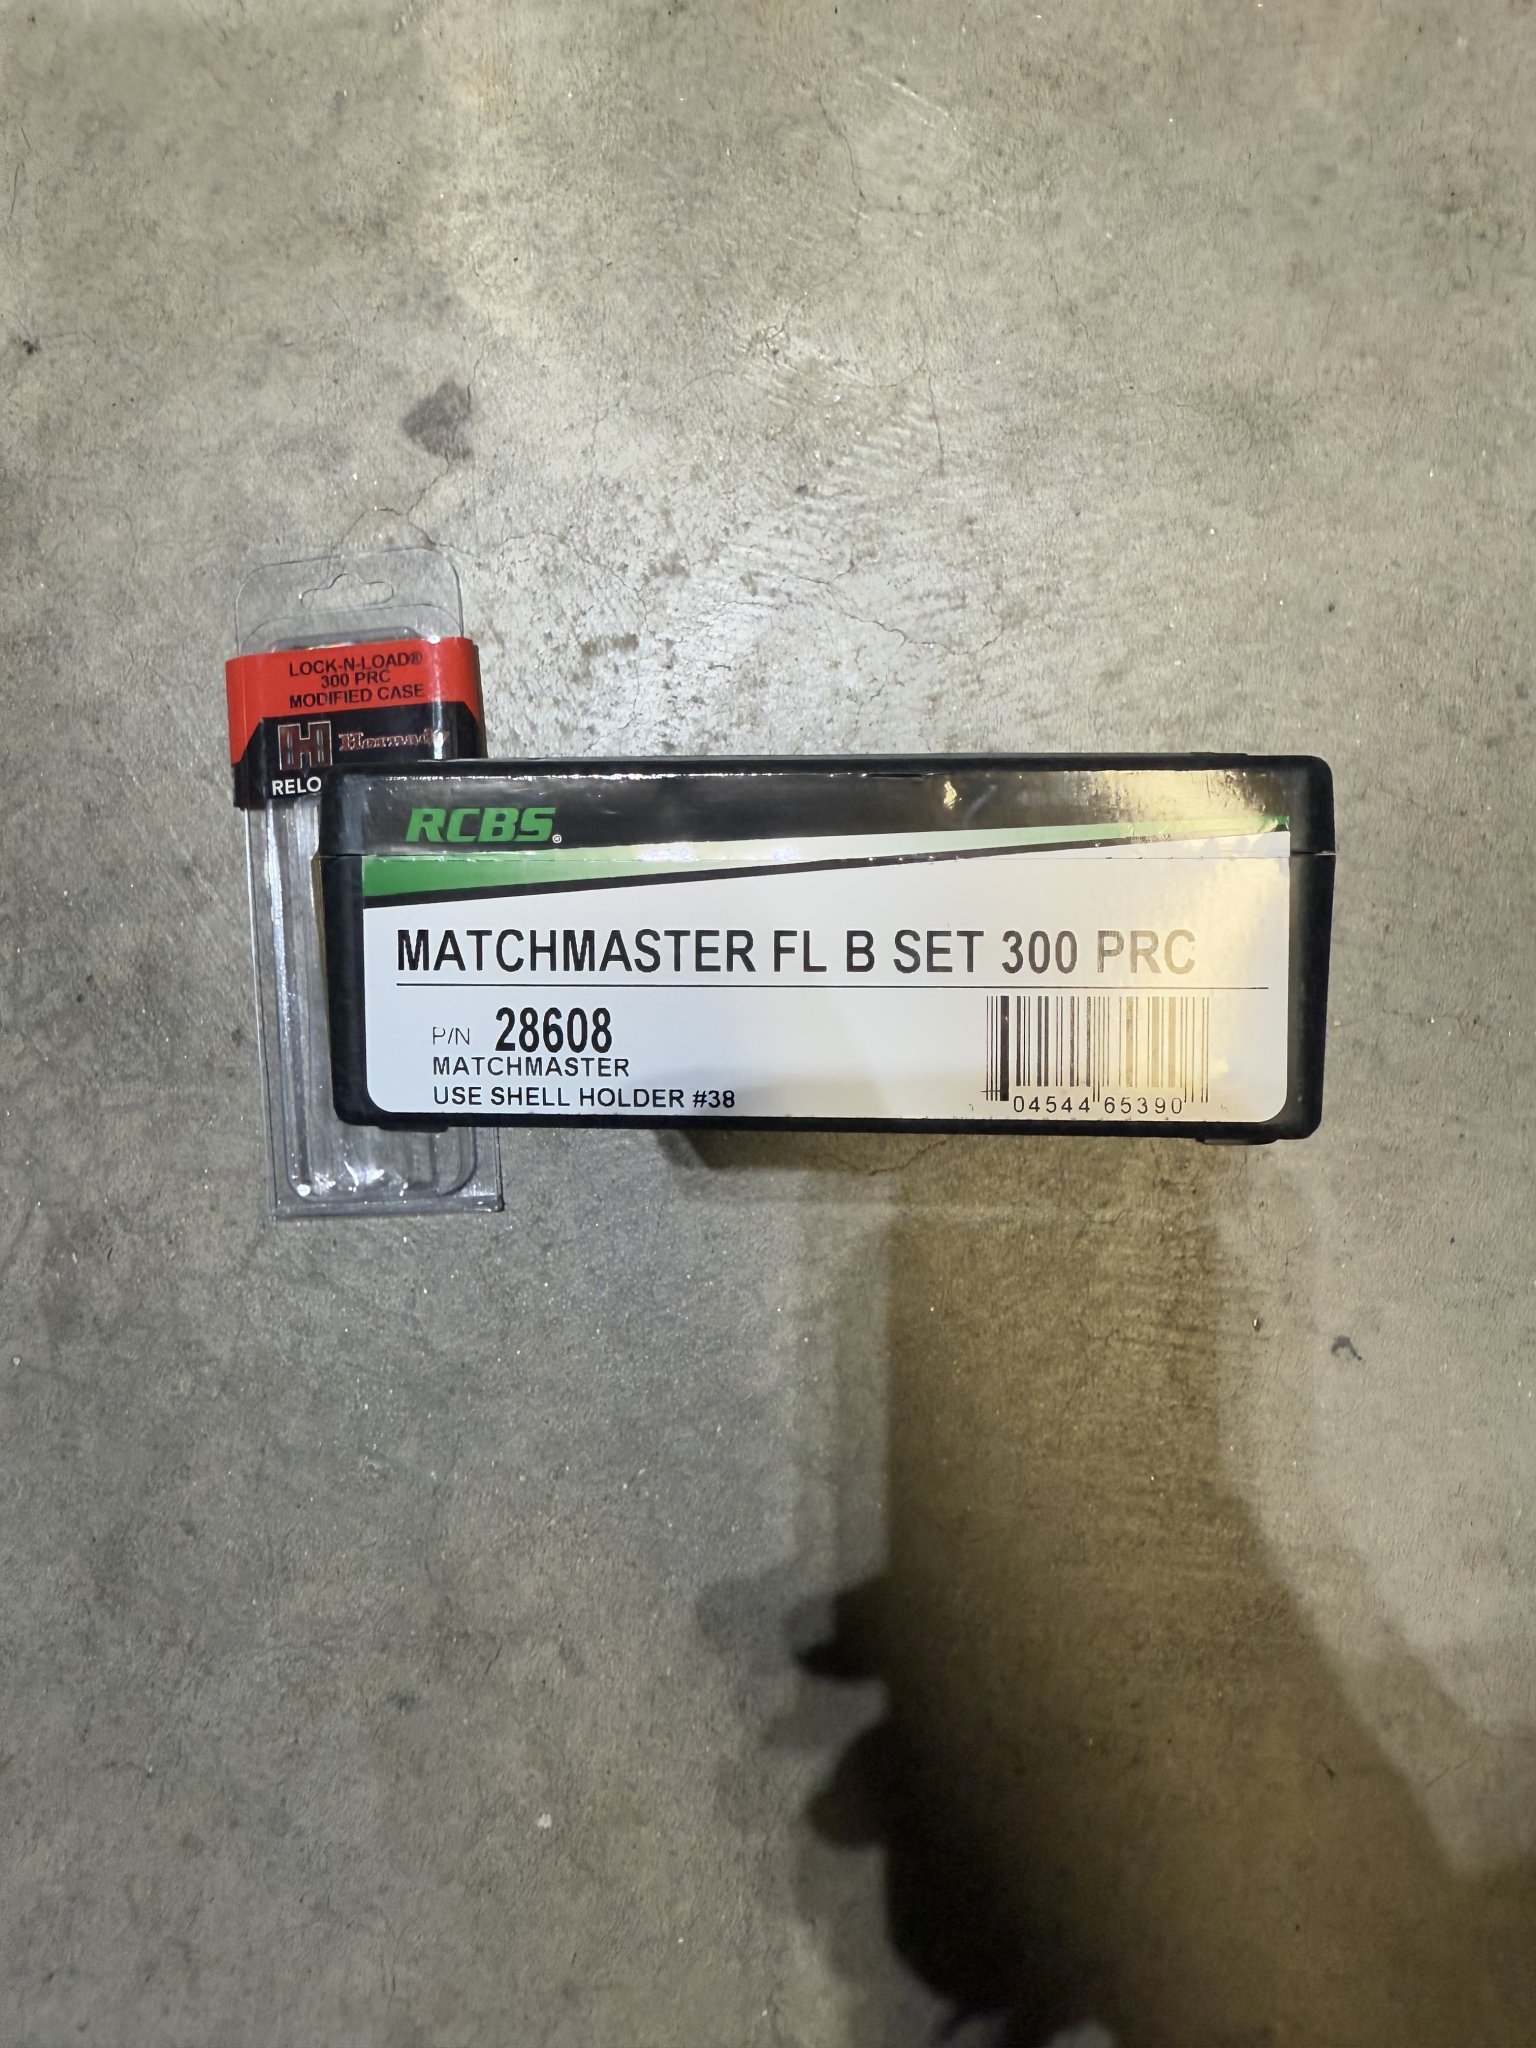 LOCK-N-LOAD®
300 PRC
MODIFIED CASE
H Hornady
RELO
RCBS®
MATCHMASTER FL B SET 300 PRC
P/N 28608
MATCHMASTER
USE SHELL HOLDER #38
04544 65390